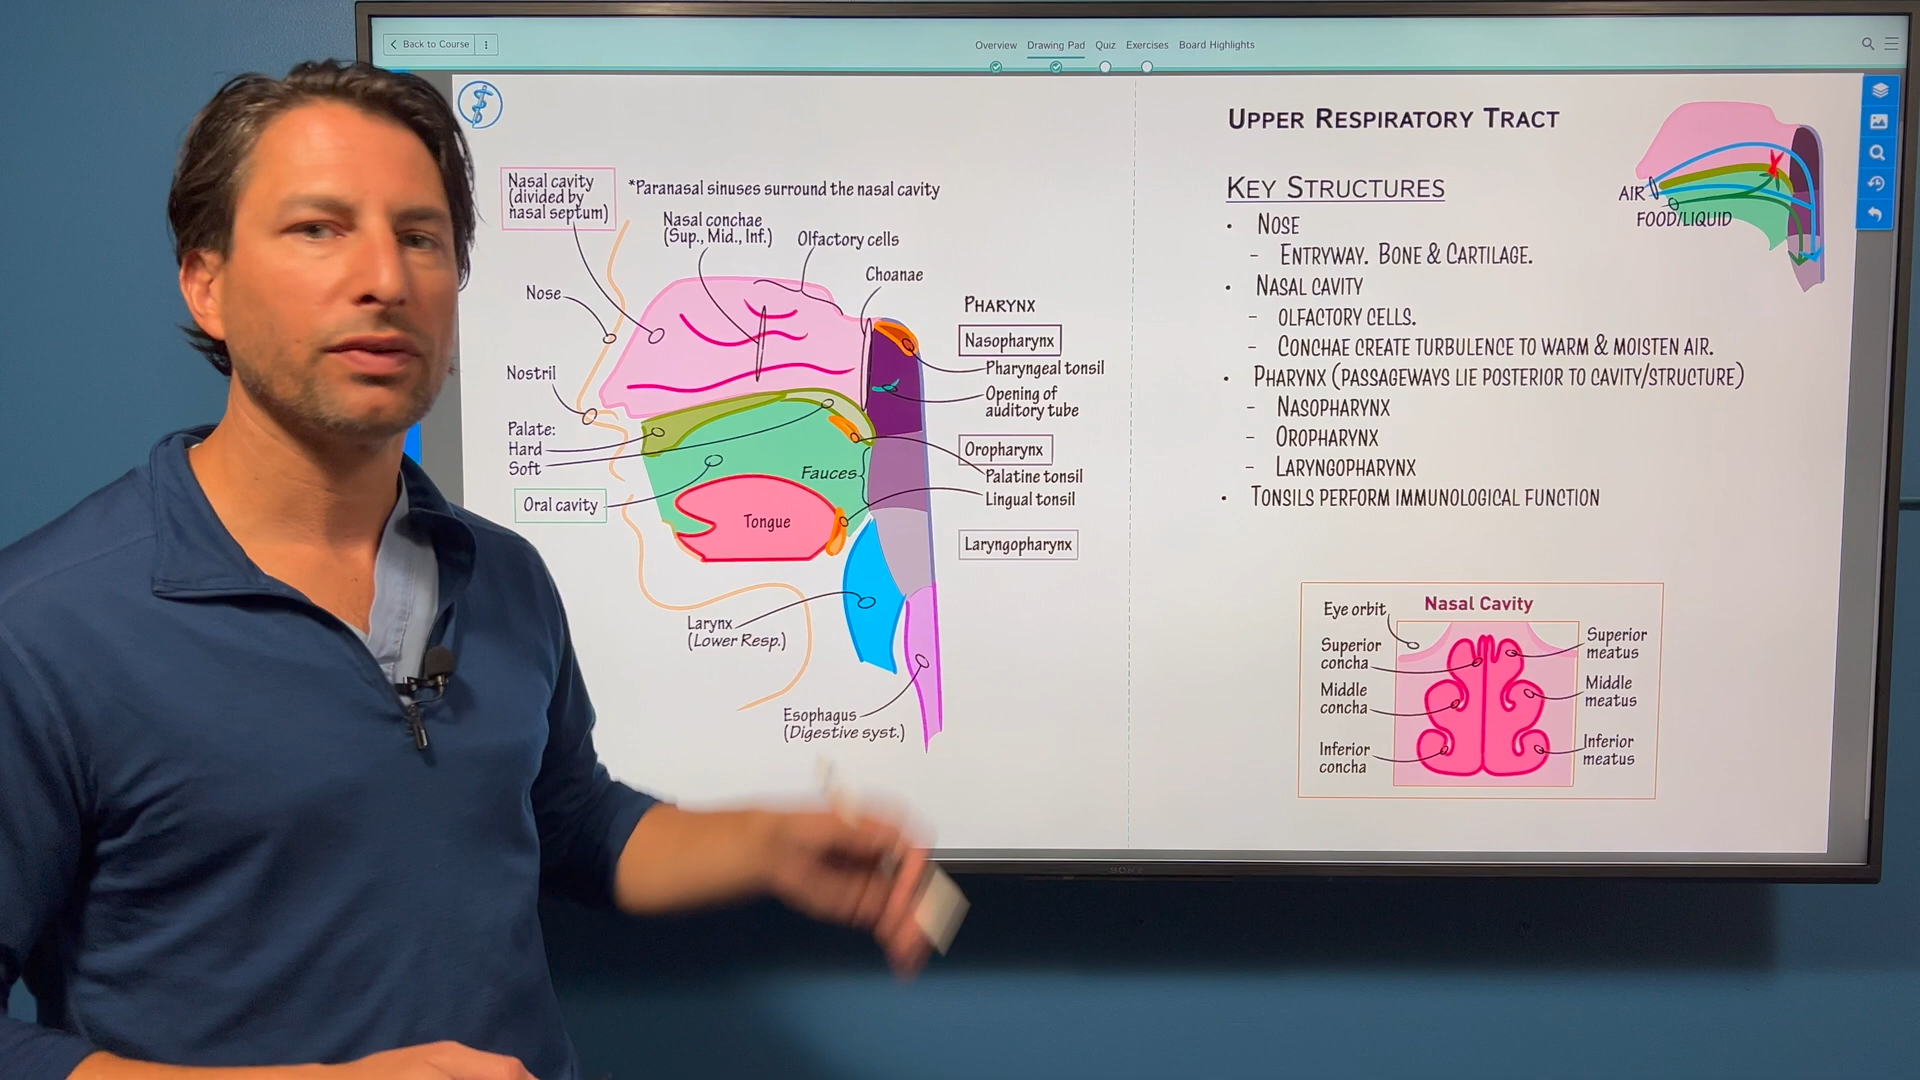 Back to Course
Overview Drawing Pad Quiz Exercises Board Highlights
Nasal cavity
(divided by
nasal septum)
*Paranasal sinuses surround the nasal cavity
Nasal conchae
(Sup., Mid., Inf.)
Olfactory cells
Choanae
Nose
Nostril
Palate:
Hard
Soft
Oral cavity
Fauces
Tongue
Larynx
(Lower Resp.)
Esophagus
(Digestive syst.)
PHARYNX
Nasopharynx
Pharyngeal tonsil
Opening of
auditory tube
Oropharynx
Palatine tonsil
Lingual tonsil
Laryngopharynx
UPPER RESPIRATORY TRACT
KEY STRUCTURES
• NOSE
- ENTRYWAY. BONE & CARTILAGE.
• NASAL CAVITY
- OLFACTORY CELLS.
- CONCHAE CREATE TURBULENCE TO WARM & MOISTEN AIR.
• PHARYNX (PASSAGEWAYS LIE POSTERIOR TO CAVITY/STRUCTURE)
- NASOPHARYNX
- OROPHARYNX
- LARYNGOPHARYNX
• TONSILS PERFORM IMMUNOLOGICAL FUNCTION
AIR
FOOD/LIQUID
Nasal Cavity
Eye orbit
Superior
concha
Middle
concha
Inferior
concha
Superior
meatus
Middle
meatus
Inferior
meatus
SONY